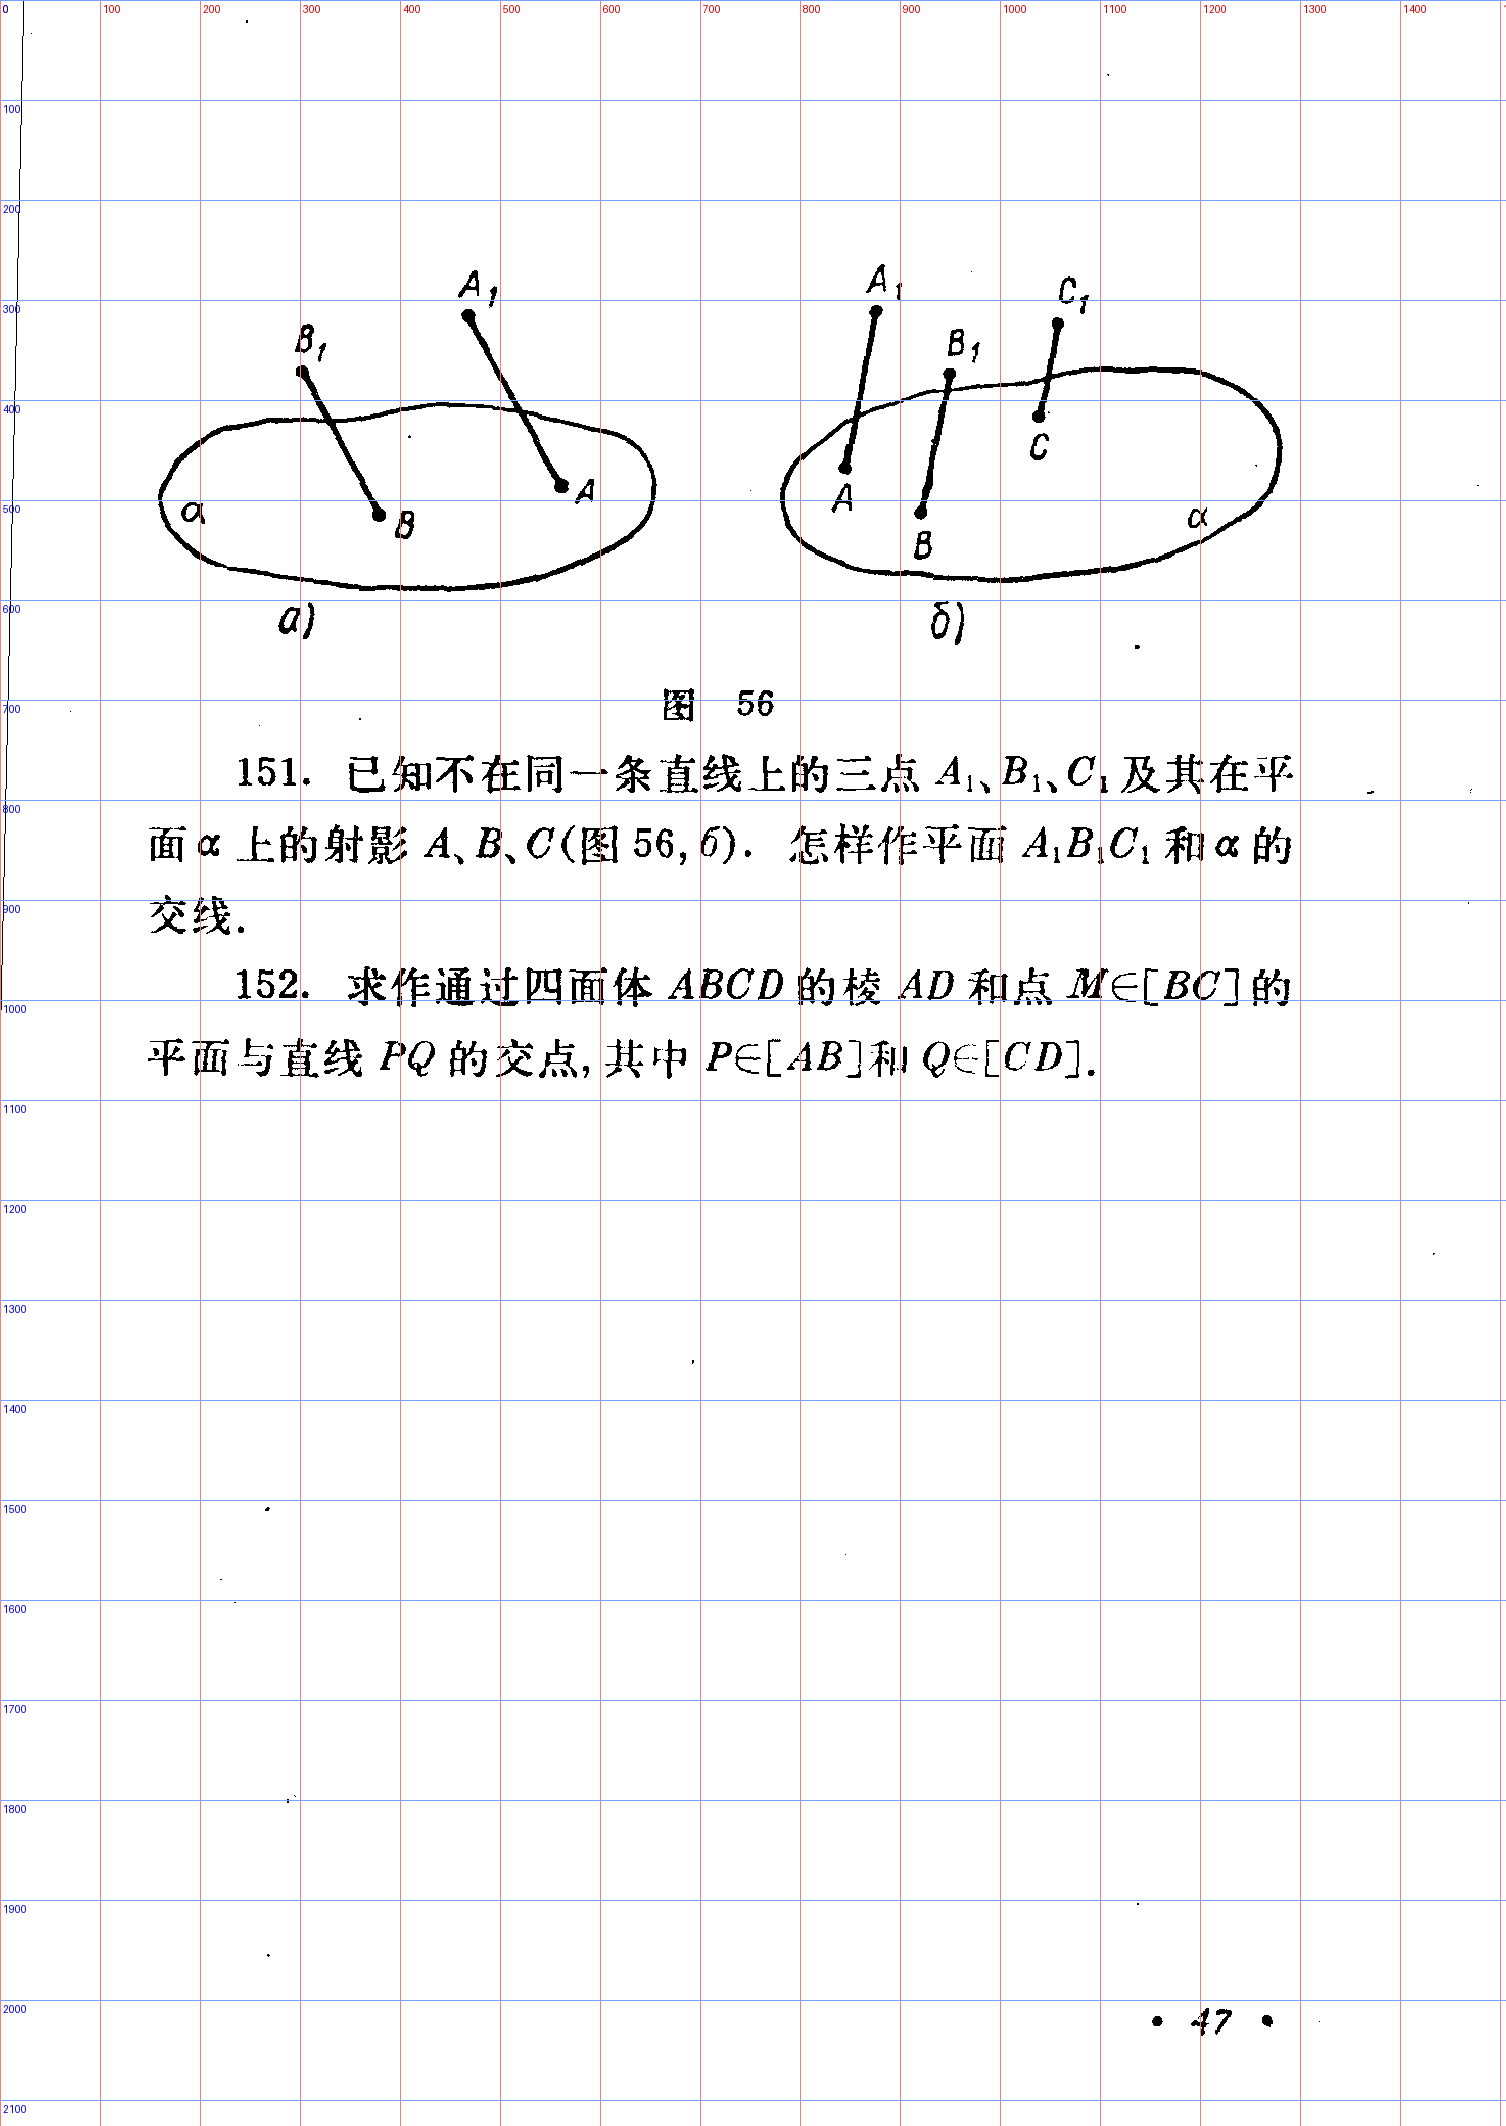 A₁ B₁ A₁ B₁ C₁
α B A A B C α
а) б)
图 56
151. 已知不在同一条直线上的三点 A₁、B₁、C₁ 及其在平
面 α 上的射影 A、B、C(图 56, б). 怎样作平面 A₁B₁C₁ 和 α 的
交线.
152. 求作通过四面体 ABCD 的棱 AD 和点 M∈[BC] 的
平面与直线 PQ 的交点, 其中 P∈[AB] 和 Q∈[CD].
• 47 •